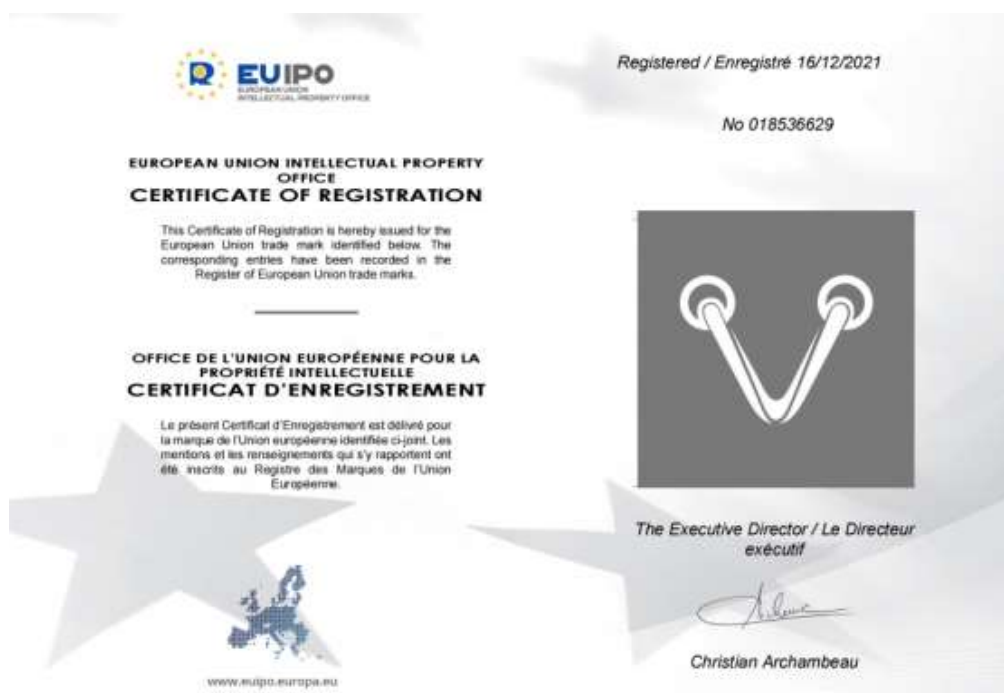 EUIPO
EUROPEAN UNION
INTELLECTUAL PROPERTY OFFICE
EUROPEAN UNION INTELLECTUAL PROPERTY
OFFICE
CERTIFICATE OF REGISTRATION
This Certificate of Registration is hereby issued for the
European Union trade mark identified below. The
corresponding entries have been recorded in the
Register of European Union trade marks.
OFFICE DE L'UNION EUROPÉENNE POUR LA
PROPRIÉTÉ INTELLECTUELLE
CERTIFICAT D'ENREGISTREMENT
Le présent Certificat d'Enregistrement est délivré pour
la marque de l'Union européenne identifiée ci-joint. Les
mentions et les renseignements qui s'y rapportent ont
été inscrits au Registre des Marques de l'Union
Européenne.
www.euipo.europa.eu
Registered / Enregistré 16/12/2021
No 018536629
The Executive Director / Le Directeur
exécutif
Christian Archambeau